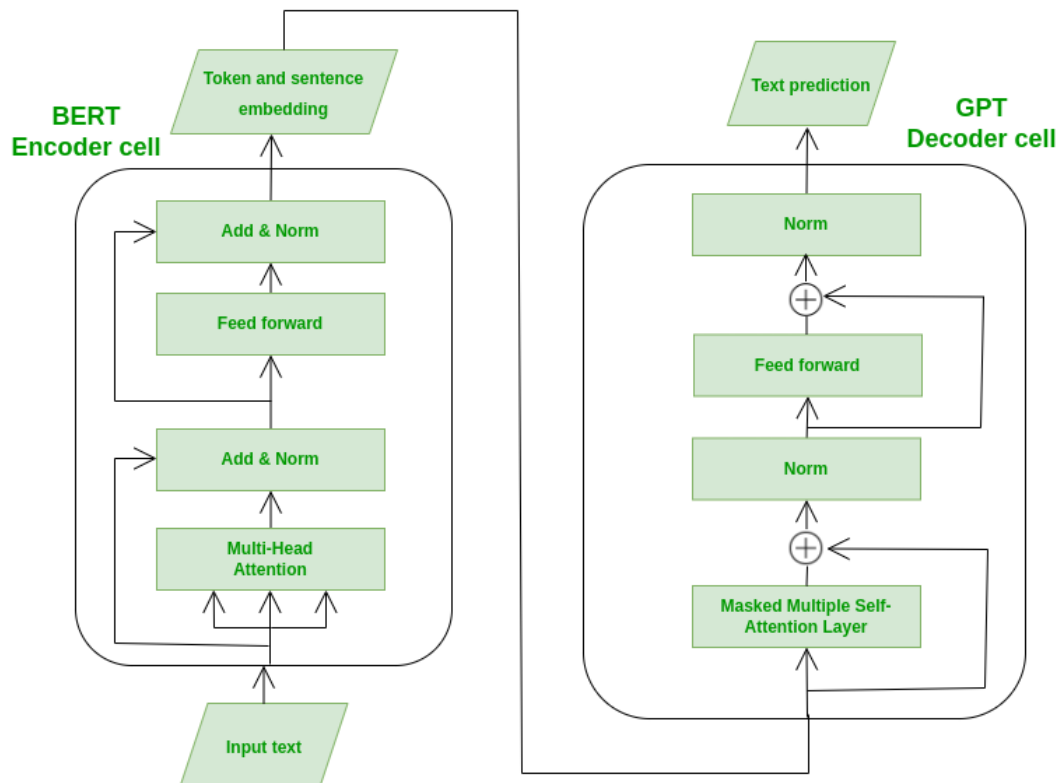 Token and sentence
embedding
BERT
Encoder cell
Add & Norm
Feed forward
Add & Norm
Multi-Head
Attention
Input text
Text prediction
GPT
Decoder cell
Norm
Feed forward
Norm
Masked Multiple Self-
Attention Layer